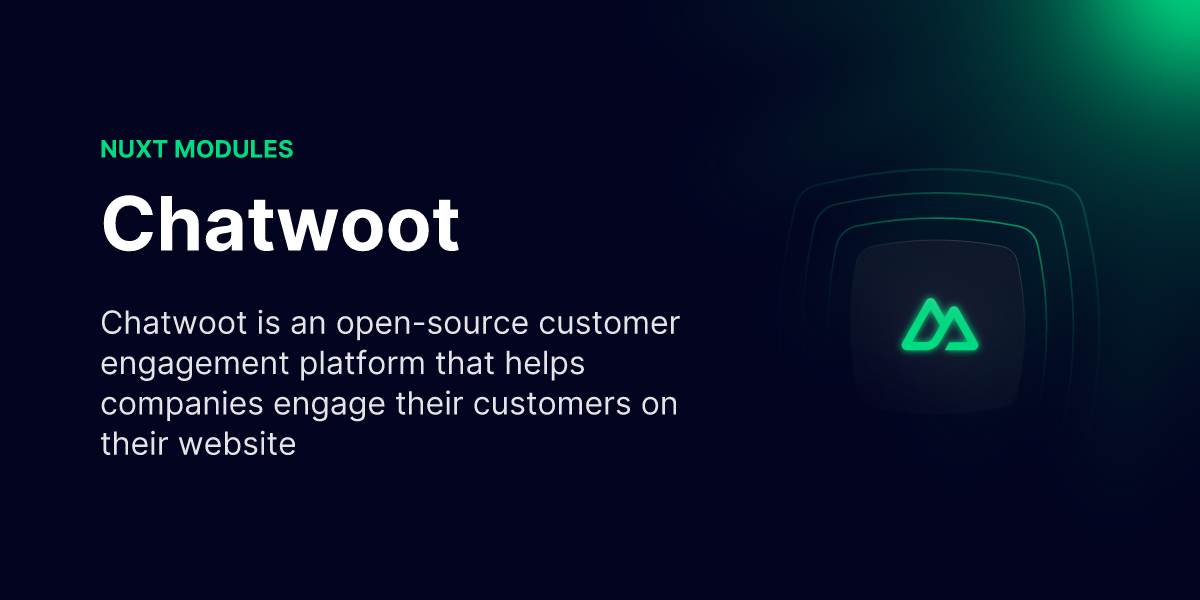 NUXT MODULES
Chatwoot
Chatwoot is an open-source customer
engagement platform that helps
companies engage their customers on
their website